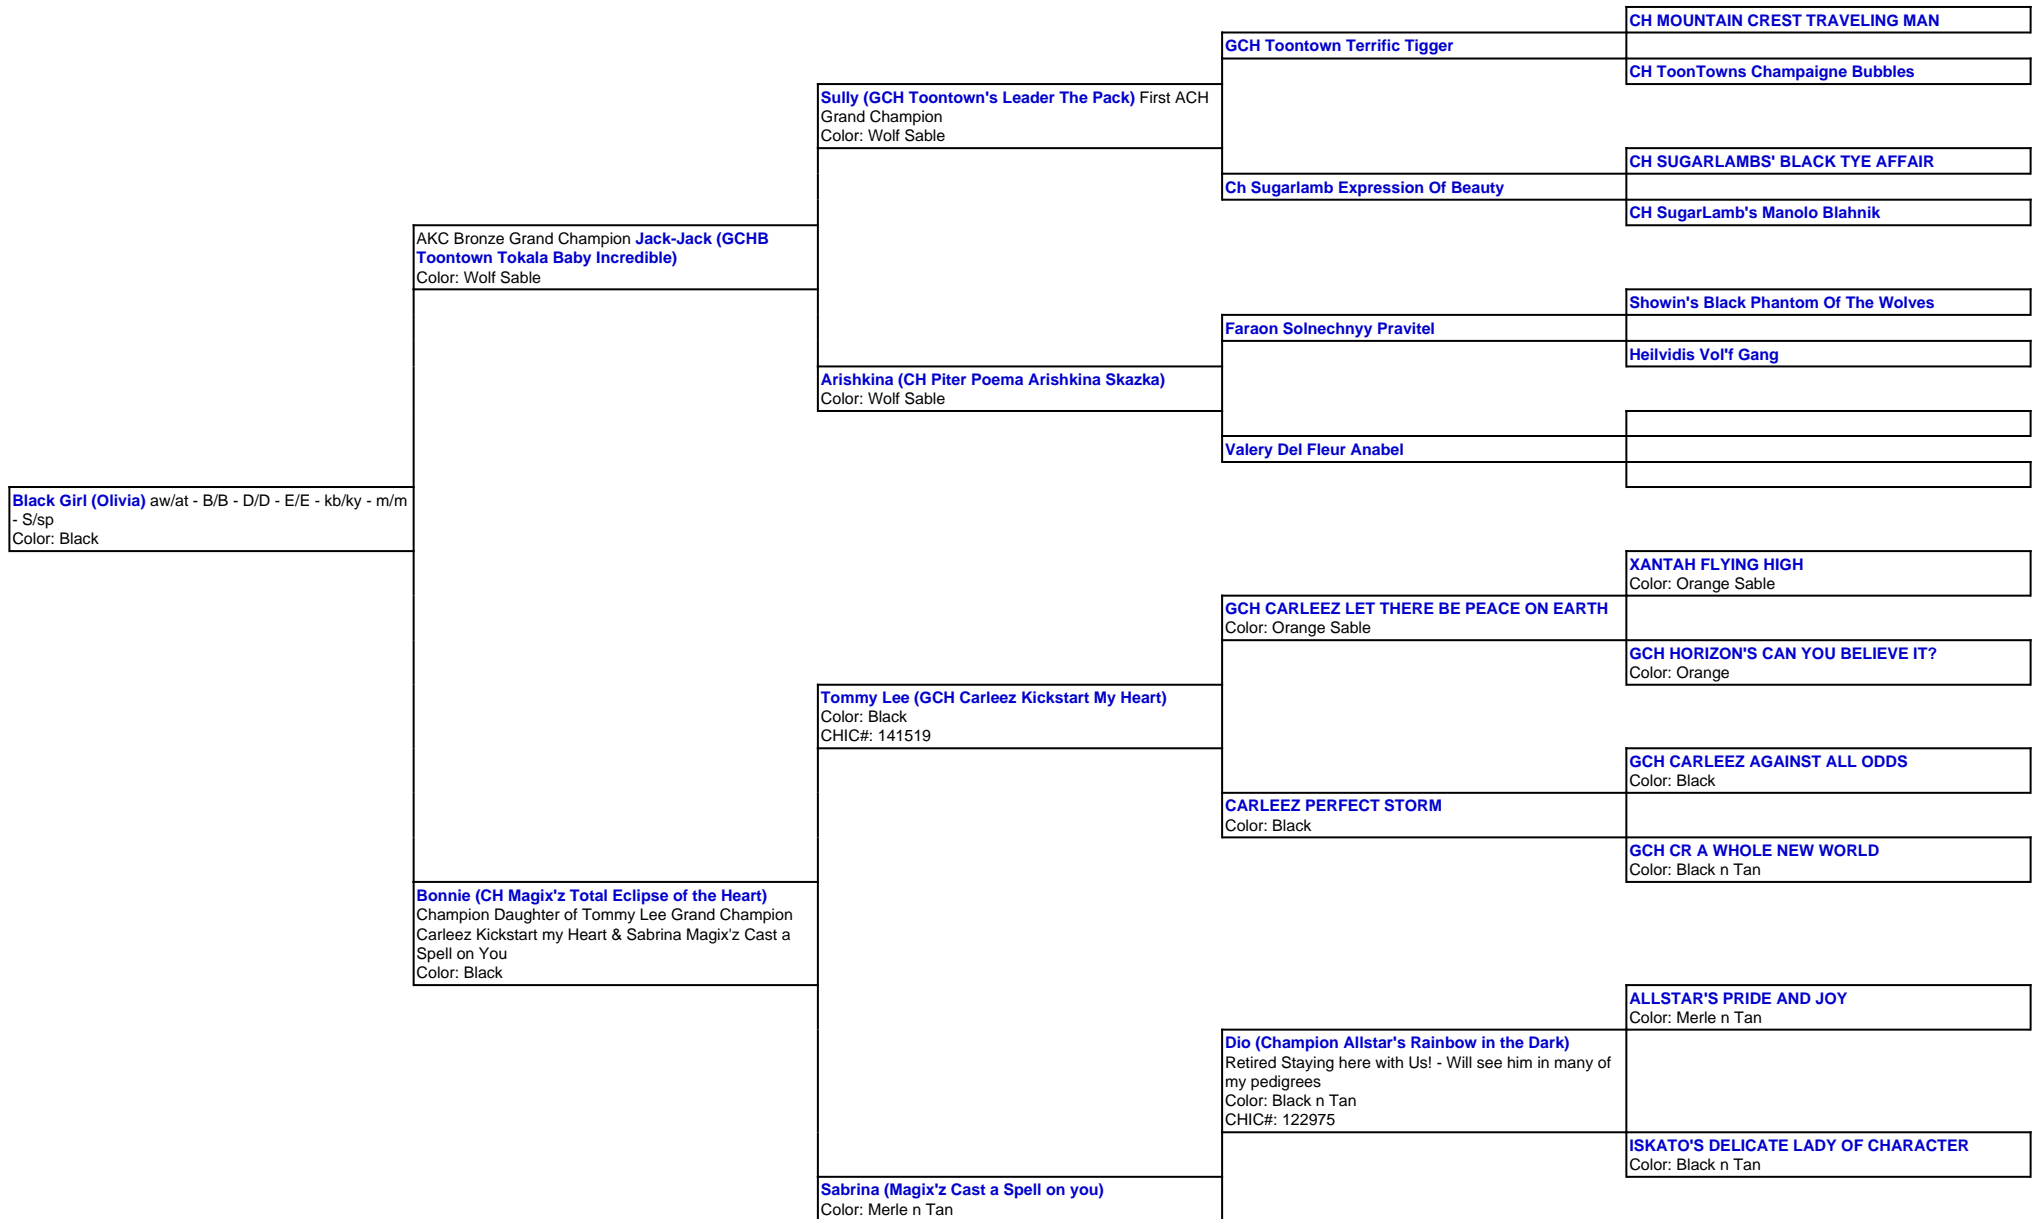 CH MOUNTAIN CREST TRAVELING MAN
GCH Toontown Terrific Tigger
CH ToonTowns Champaigne Bubbles
Sully (GCH Toontown's Leader The Pack) First ACH
Grand Champion
Color: Wolf Sable
CH SUGARLAMBS' BLACK TYE AFFAIR
Ch Sugarlamb Expression Of Beauty
CH SugarLamb's Manolo Blahnik
AKC Bronze Grand Champion Jack-Jack (GCHB
Toontown Tokala Baby Incredible)
Color: Wolf Sable
Showin's Black Phantom Of The Wolves
Faraon Solnechnyy Pravitel
Heilvidis Vol'f Gang
Arishkina (CH Piter Poema Arishkina Skazka)
Color: Wolf Sable
Valery Del Fleur Anabel
Black Girl (Olivia) aw/at - B/B - D/D - E/E - kb/ky - m/m
- S/sp
Color: Black
XANTAH FLYING HIGH
Color: Orange Sable
GCH CARLEEZ LET THERE BE PEACE ON EARTH
Color: Orange Sable
GCH HORIZON'S CAN YOU BELIEVE IT?
Color: Orange
Tommy Lee (GCH Carleez Kickstart My Heart)
Color: Black
CHIC#: 141519
GCH CARLEEZ AGAINST ALL ODDS
Color: Black
CARLEEZ PERFECT STORM
Color: Black
GCH CR A WHOLE NEW WORLD
Color: Black n Tan
Bonnie (CH Magix'z Total Eclipse of the Heart)
Champion Daughter of Tommy Lee Grand Champion
Carleez Kickstart my Heart & Sabrina Magix'z Cast a
Spell on You
Color: Black
ALLSTAR'S PRIDE AND JOY
Color: Merle n Tan
Dio (Champion Allstar's Rainbow in the Dark)
Retired Staying here with Us! - Will see him in many of
my pedigrees
Color: Black n Tan
CHIC#: 122975
ISKATO'S DELICATE LADY OF CHARACTER
Color: Black n Tan
Sabrina (Magix'z Cast a Spell on you)
Color: Merle n Tan